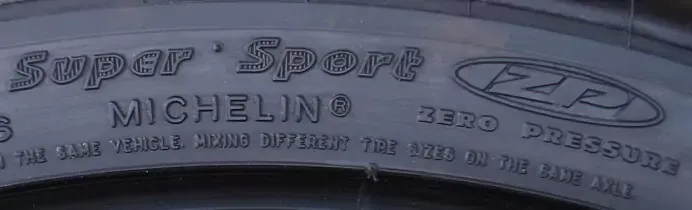 Super Sport ZP
MICHELIN® ZERO PRESSURE
THE SAME VEHICLE. MIXING DIFFERENT TIRE SIZES ON THE SAME AXLE